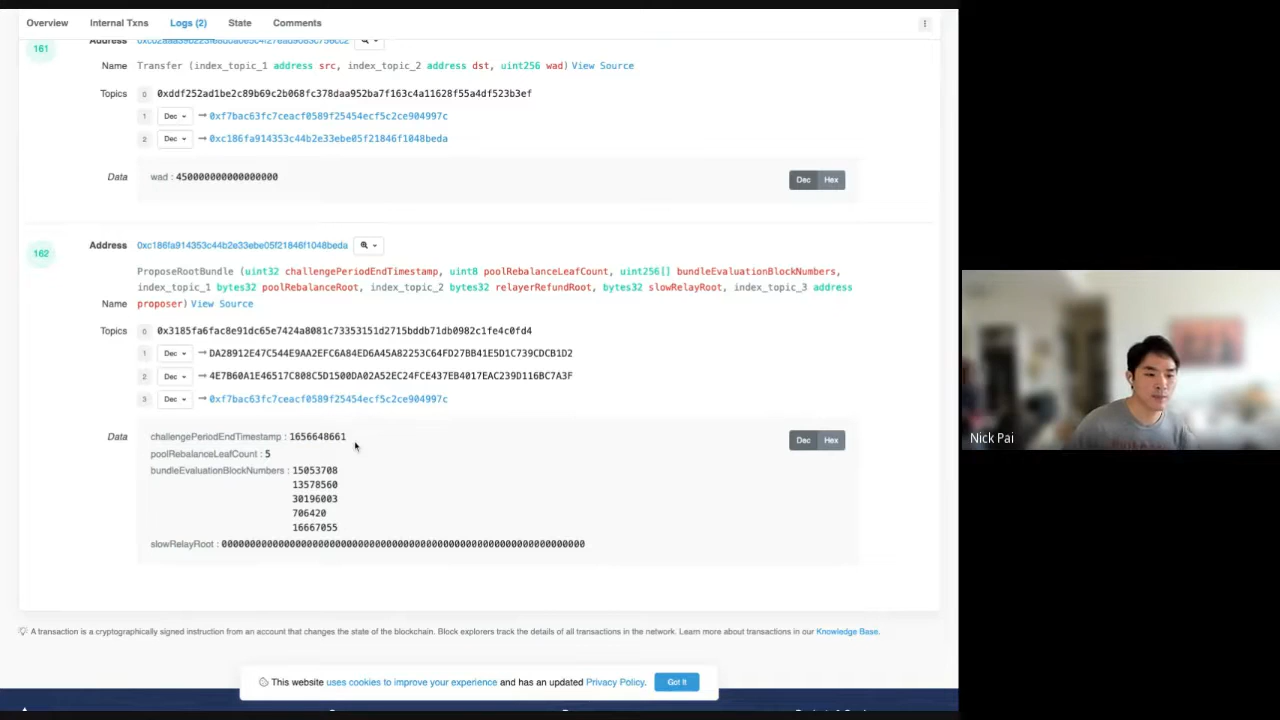 Overview Internal Txns Logs (2) State Comments
161 Address
Name Transfer (index_topic_1 address src, index_topic_2 address dst, uint256 wad) View Source
Topics 0 0xddf252ad1be2c89b69c2b068fc378daa952ba7f163c4a11628f55a4df523b3ef
1 Dec → 0xf7bac63fc7ceacf0589f25454ecf5c2ce904997c
2 Dec → 0xc186fa914353c44b2e33ebe05f21846f1048beda
Data wad : 450000000000000000 Dec Hex
162 Address 0xc186fa914353c44b2e33ebe05f21846f1048beda
ProposeRootBundle (uint32 challengePeriodEndTimestamp, uint8 poolRebalanceLeafCount, uint256[] bundleEvaluationBlockNumbers,
index_topic_1 bytes32 poolRebalanceRoot, index_topic_2 bytes32 relayerRefundRoot, bytes32 slowRelayRoot, index_topic_3 address
Name proposer) View Source
Topics 0 0x3185fa6fac8e91dc65e7424a8081c73353151d2715bddb71db0982c1fe4c0fd4
1 Dec → DA28912E47C544E9AA2EFC6A84ED6A45A82253C64FD27BB41E5D1C739CDCB1D2
2 Dec → 4E7B60A1E46517C808C5D1500DA02A52EC24FCE437EB4017EAC239D116BC7A3F
3 Dec → 0xf7bac63fc7ceacf0589f25454ecf5c2ce904997c
Data challengePeriodEndTimestamp : 1656648661 Dec Hex
poolRebalanceLeafCount : 5
bundleEvaluationBlockNumbers : 15053708
13578560
30196003
706420
16667055
slowRelayRoot : 0000000000000000000000000000000000000000000000000000000000000000
A transaction is a cryptographically signed instruction from an account that changes the state of the blockchain. Block explorers track the details of all transactions in the network. Learn more about transactions in our Knowledge Base.
This website uses cookies to improve your experience and has an updated Privacy Policy. Got It
Nick Pai